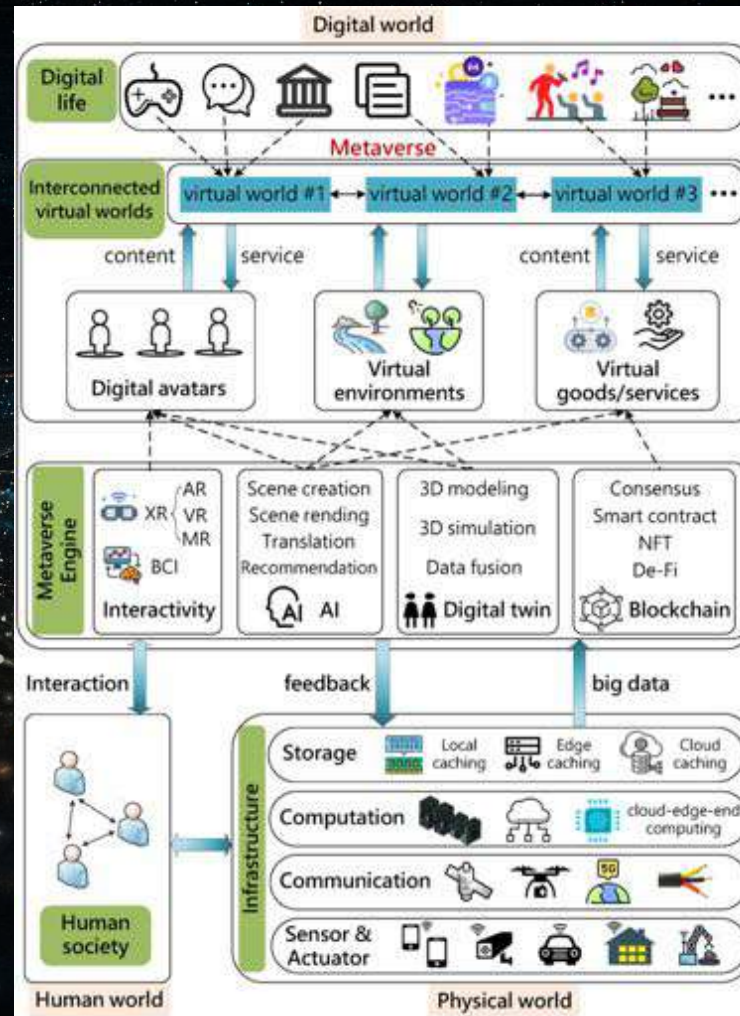 Digital world
Digital
life
Metaverse
Interconnected
virtual worlds
virtual world #1
virtual world #2
virtual world #3
...
content
service
content
service
Digital avatars
Virtual
environments
Virtual
goods/services
Metaverse
Engine
XR
AR
VR
MR
BCI
Interactivity
Scene creation
Scene rending
Translation
Recommendation
AI
AI
3D modeling
3D simulation
Data fusion
Digital twin
Consensus
Smart contract
NFT
De-Fi
Blockchain
Interaction
feedback
big data
Human
society
Human world
Infrastructure
Storage
Local
caching
Edge
caching
Cloud
caching
Computation
cloud-edge-end
computing
Communication
5G
Sensor &
Actuator
Physical world